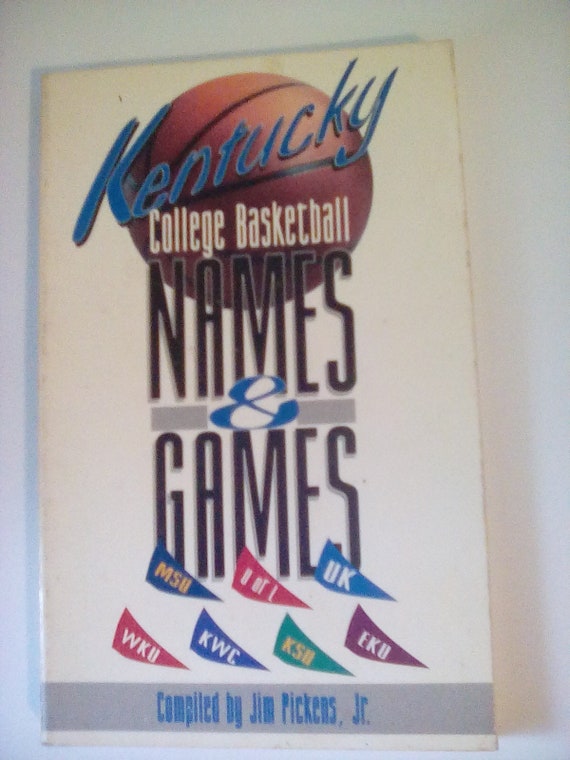 Kentucky
College Basketball
NAMES
&
GAMES
MSU
U of L
UK
WKU
KWC
KSU
EKU
Compiled by Jim Pickens, Jr.